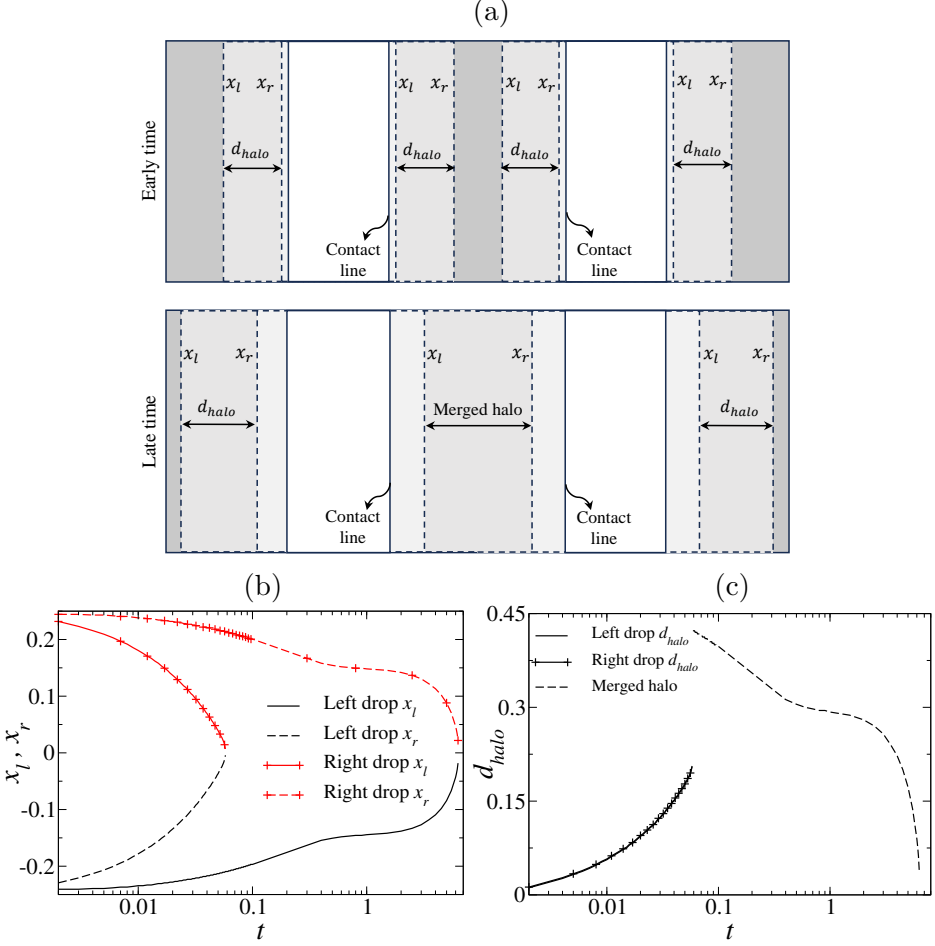 (a)
Early time
x_l x_r x_l x_r x_l x_r x_l x_r
d_halo d_halo d_halo d_halo
Contact line
Contact line
Late time
x_l x_r x_l x_r x_l x_r
d_halo Merged halo d_halo
Contact line
Contact line
(b)
x_l , x_r
0.2
0.1
0
-0.1
-0.2
0.01 0.1 1
t
Left drop x_l
Left drop x_r
Right drop x_l
Right drop x_r
(c)
d_halo
0.45
0.3
0.15
0
0.01 0.1 1
t
Left drop d_halo
Right drop d_halo
Merged halo